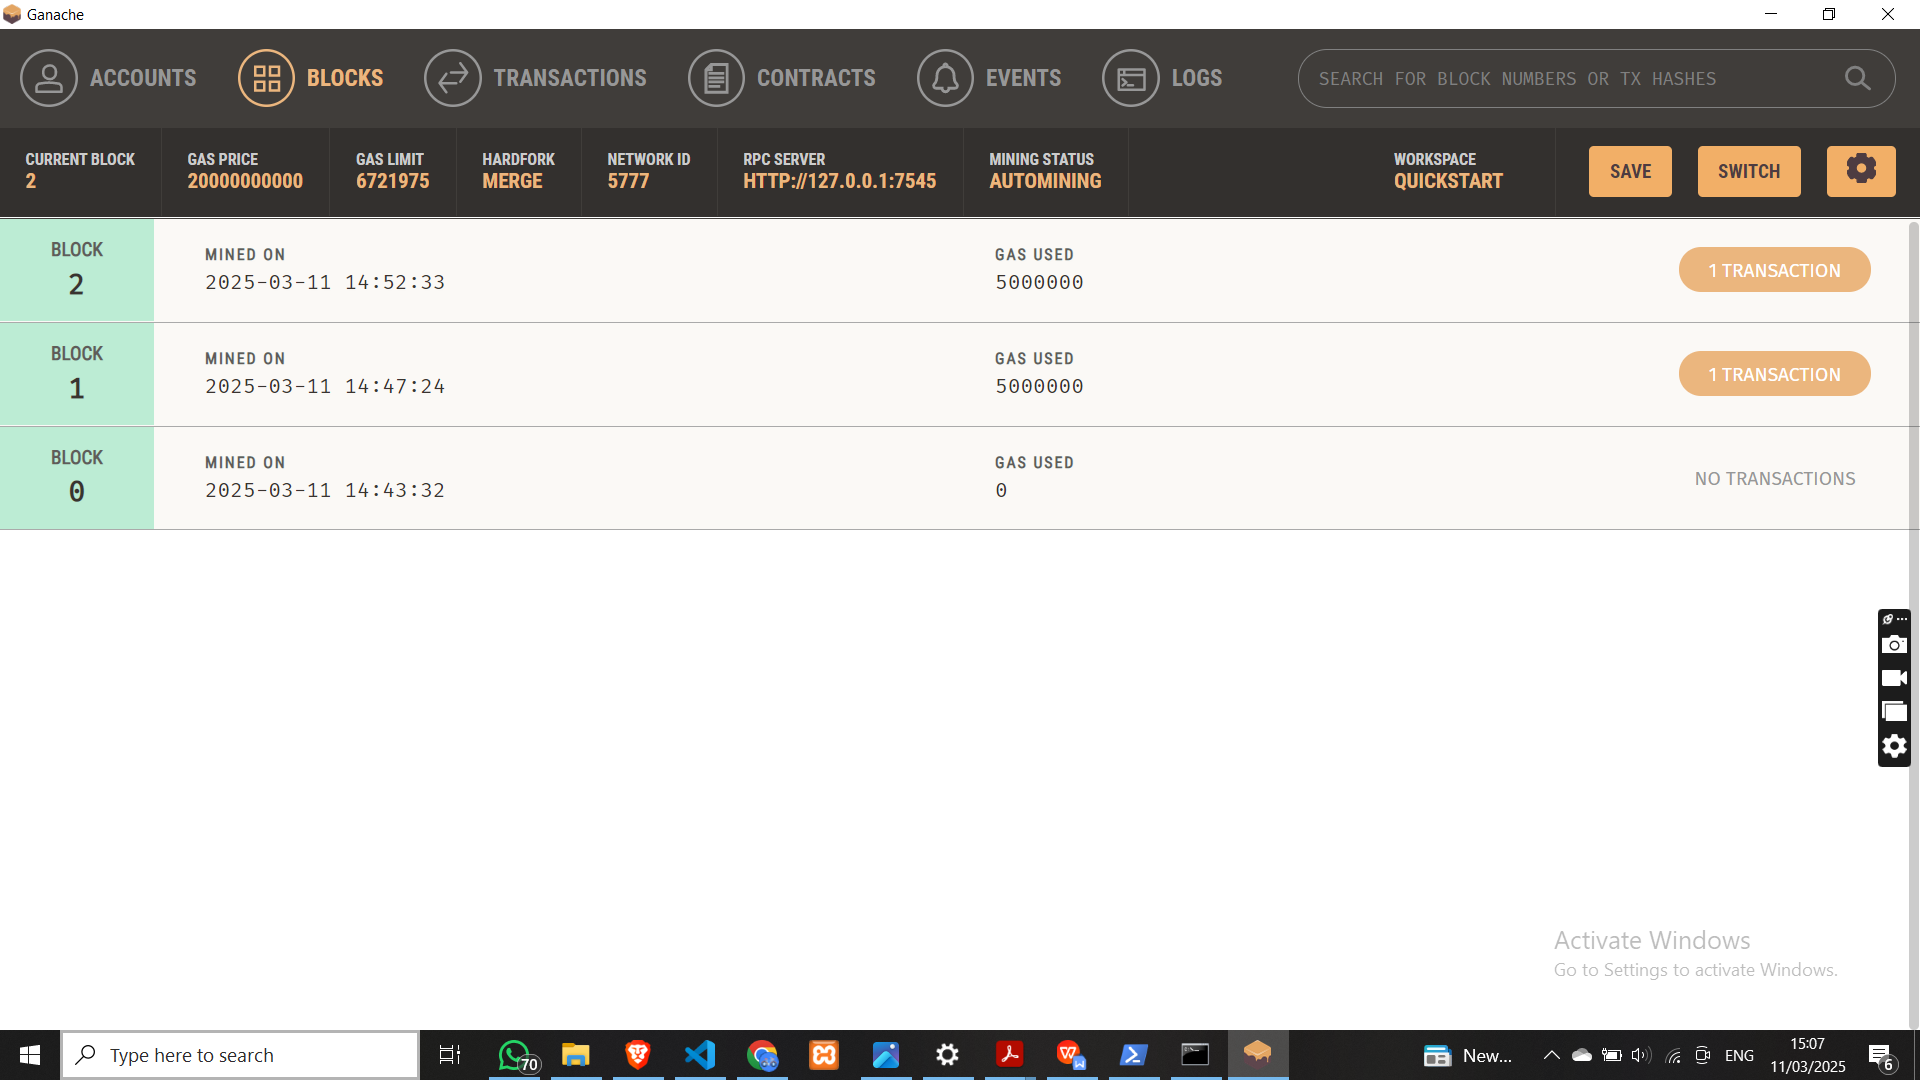 Ganache
ACCOUNTS
BLOCKS
TRANSACTIONS
CONTRACTS
EVENTS
LOGS
SEARCH FOR BLOCK NUMBERS OR TX HASHES
CURRENT BLOCK
2
GAS PRICE
20000000000
GAS LIMIT
6721975
HARDFORK
MERGE
NETWORK ID
5777
RPC SERVER
HTTP://127.0.0.1:7545
MINING STATUS
AUTOMINING
WORKSPACE
QUICKSTART
SAVE
SWITCH
BLOCK
2
MINED ON
2025-03-11 14:52:33
GAS USED
5000000
1 TRANSACTION
BLOCK
1
MINED ON
2025-03-11 14:47:24
GAS USED
5000000
1 TRANSACTION
BLOCK
0
MINED ON
2025-03-11 14:43:32
GAS USED
0
NO TRANSACTIONS
Activate Windows
Go to Settings to activate Windows.
Type here to search
70
New...
ENG
15:07
11/03/2025
6